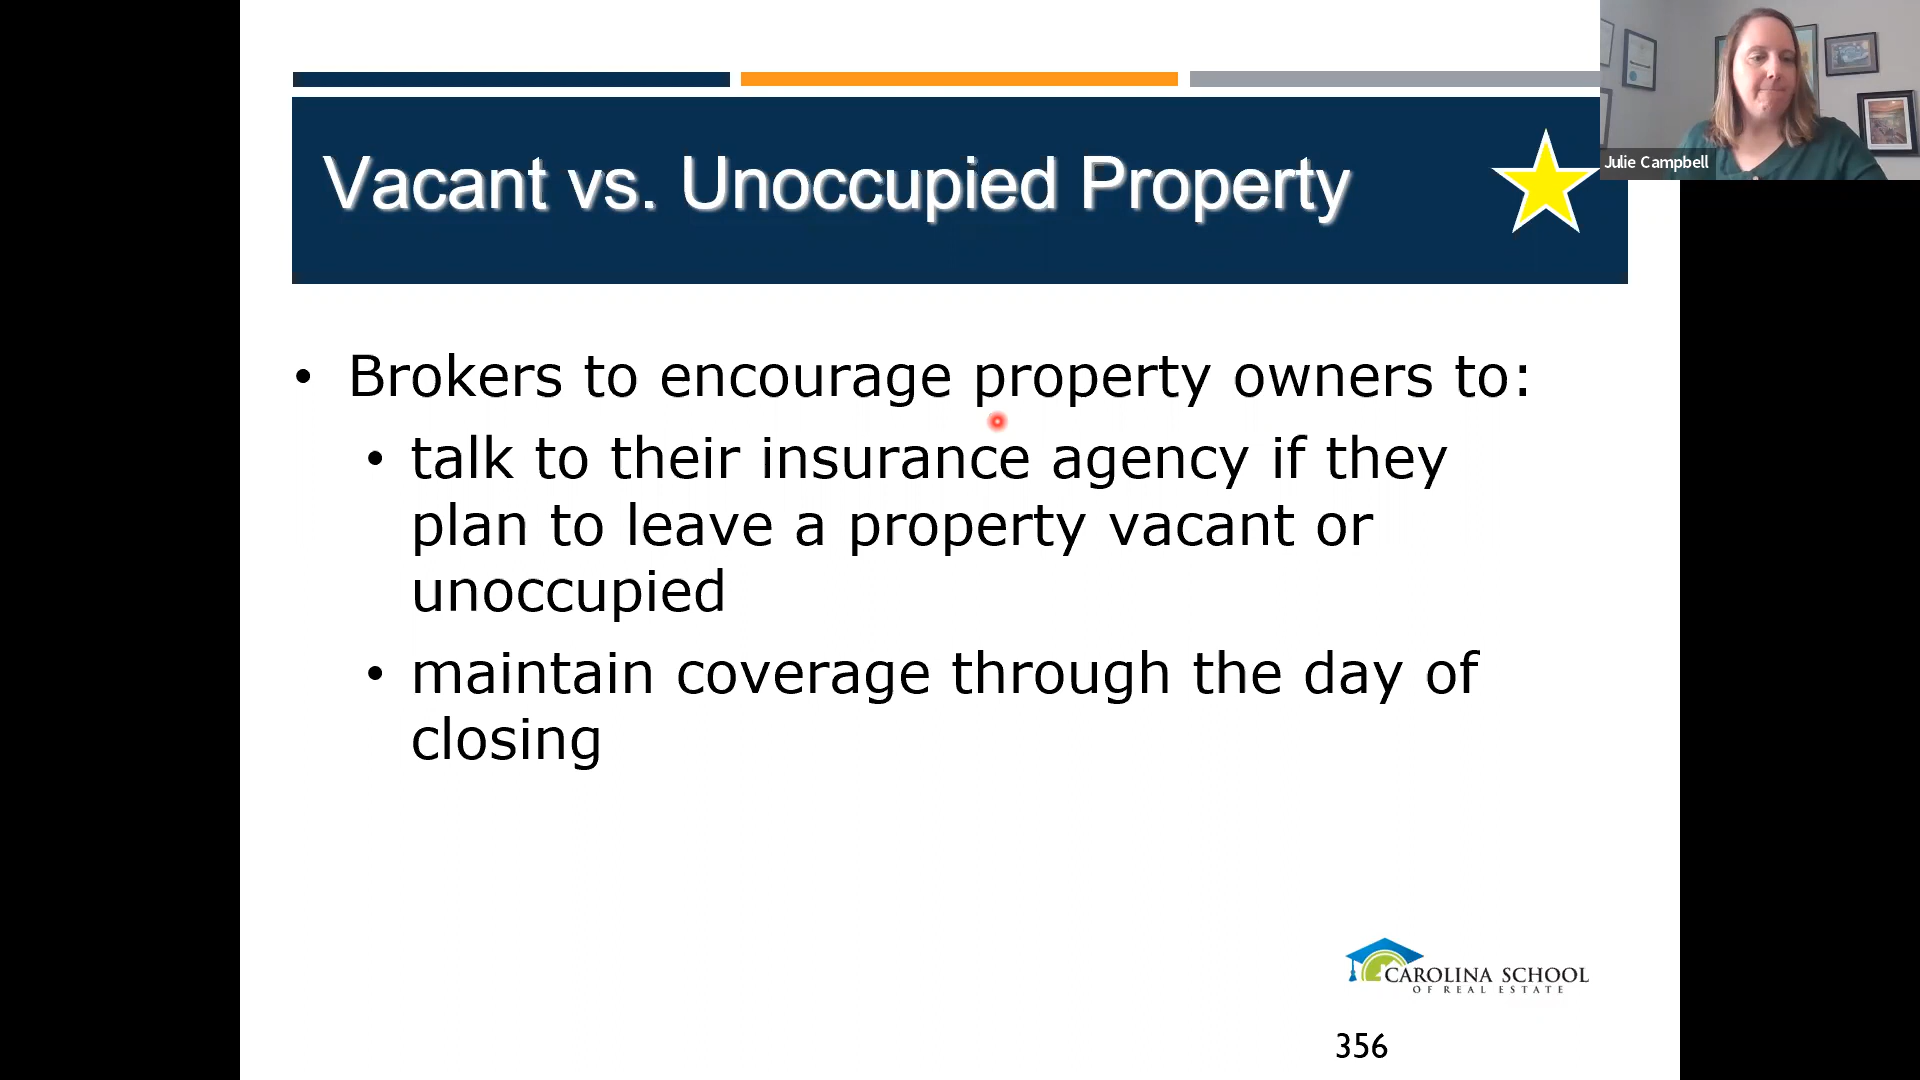 Vacant vs. Unoccupied Property
Julie Campbell
• Brokers to encourage property owners to:
• talk to their insurance agency if they
plan to leave a property vacant or
unoccupied
• maintain coverage through the day of
closing
CAROLINA SCHOOL
OF REAL ESTATE
356